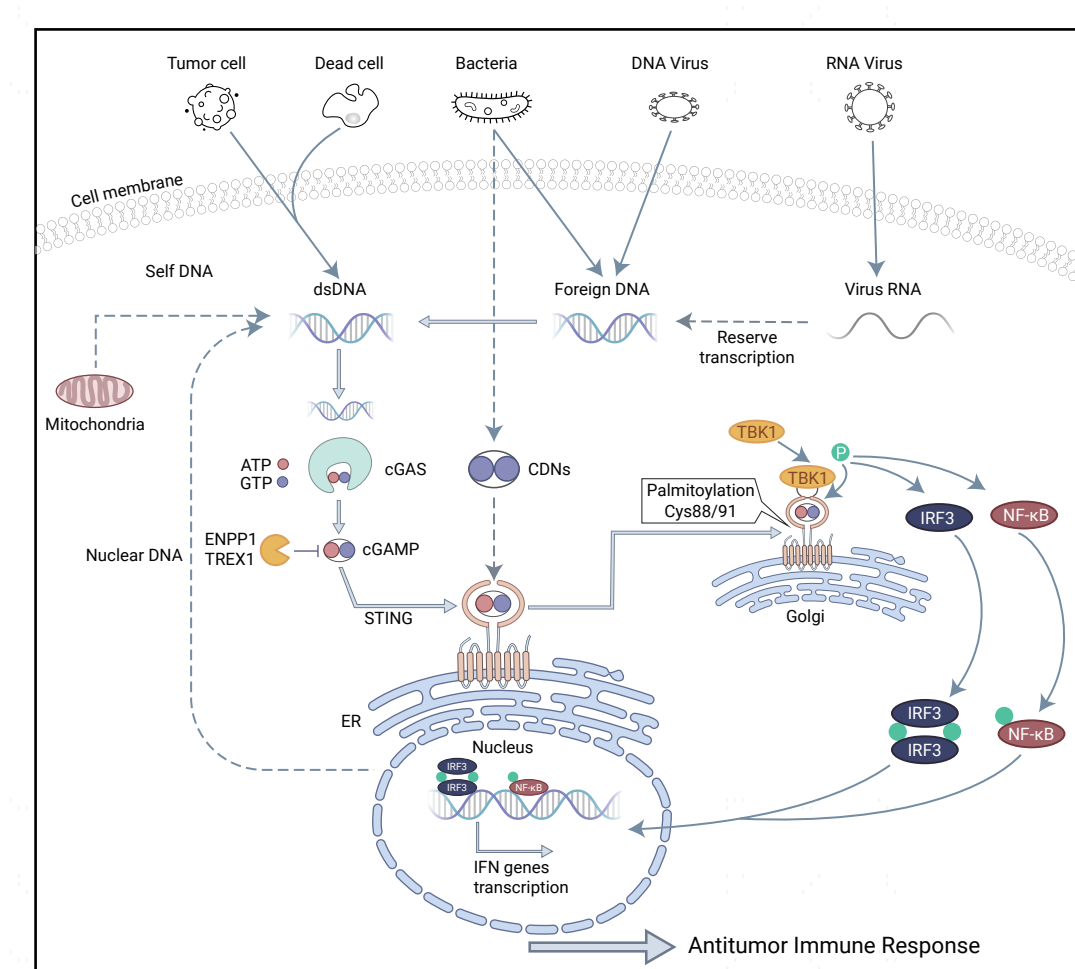 Tumor cell
Dead cell
Bacteria
DNA Virus
RNA Virus
Cell membrane
Self DNA
dsDNA
Foreign DNA
Virus RNA
Reserve
transcription
Mitochondria
TBK1
P
ATP
GTP
cGAS
CDNs
TBK1
Palmitoylation
Cys88/91
IRF3
NF-κB
Nuclear DNA
ENPP1
TREX1
cGAMP
STING
Golgi
ER
IRF3
IRF3
NF-κB
Nucleus
IRF3
IRF3
NF-κB
IFN genes
transcription
Antitumor Immune Response